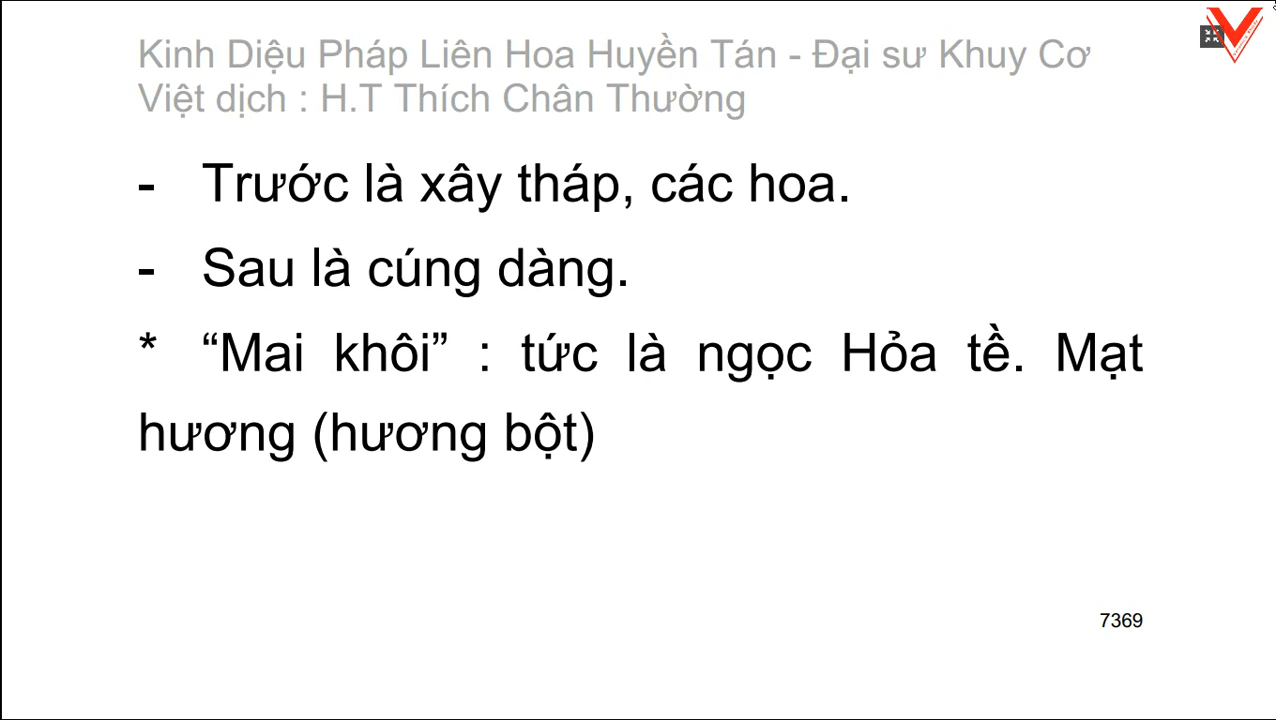 Kinh Diệu Pháp Liên Hoa Huyền Tán - Đại sư Khuy Cơ
Việt dịch : H.T Thích Chân Thường
- Trước là xây tháp, các hoa.
- Sau là cúng dàng.
* “Mai khôi” : tức là ngọc Hỏa tề. Mạt
hương (hương bột)
7369